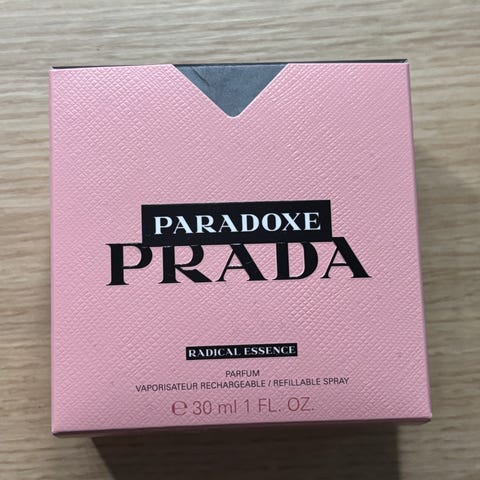 PARADOXE
PRADA
RADICAL ESSENCE
PARFUM
VAPORISATEUR RECHARGEABLE / REFILLABLE SPRAY
℮ 30 ml 1 FL. OZ.